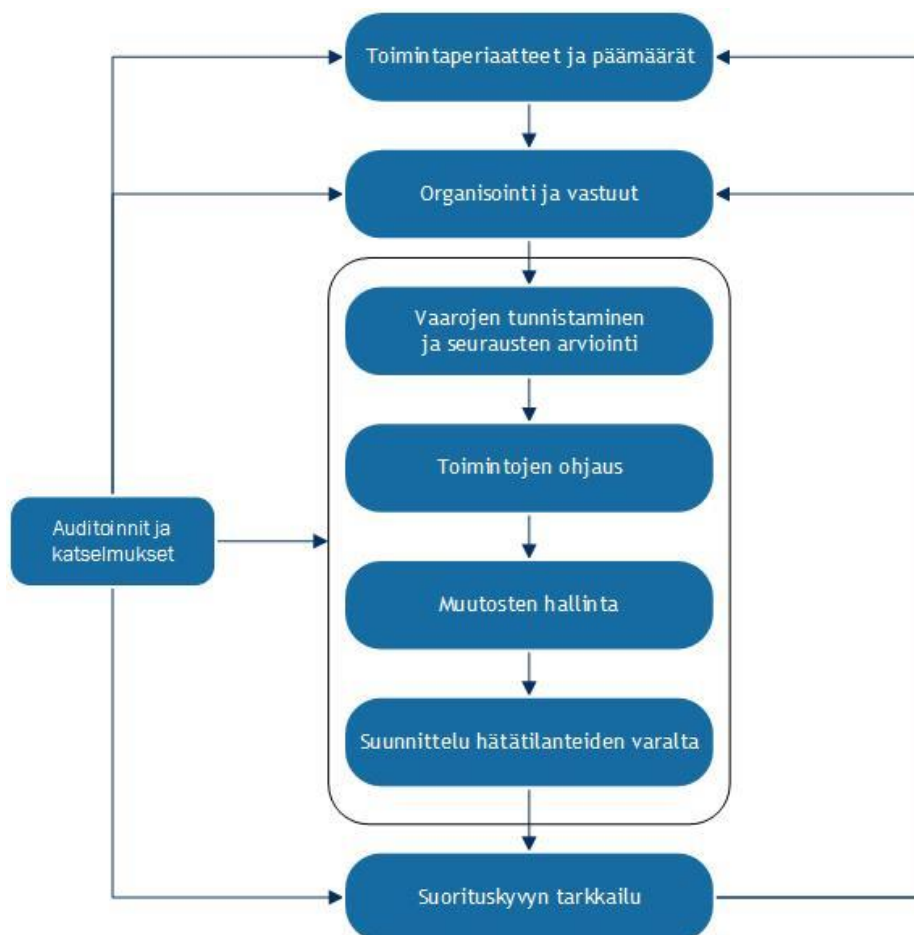 Toimintaperiaatteet ja päämäärät
Organisointi ja vastuut
Vaarojen tunnistaminen
ja seurausten arviointi
Toimintojen ohjaus
Auditoinnit ja
katselmukset
Muutosten hallinta
Suunnittelu hätätilanteiden varalta
Suorituskyvyn tarkkailu